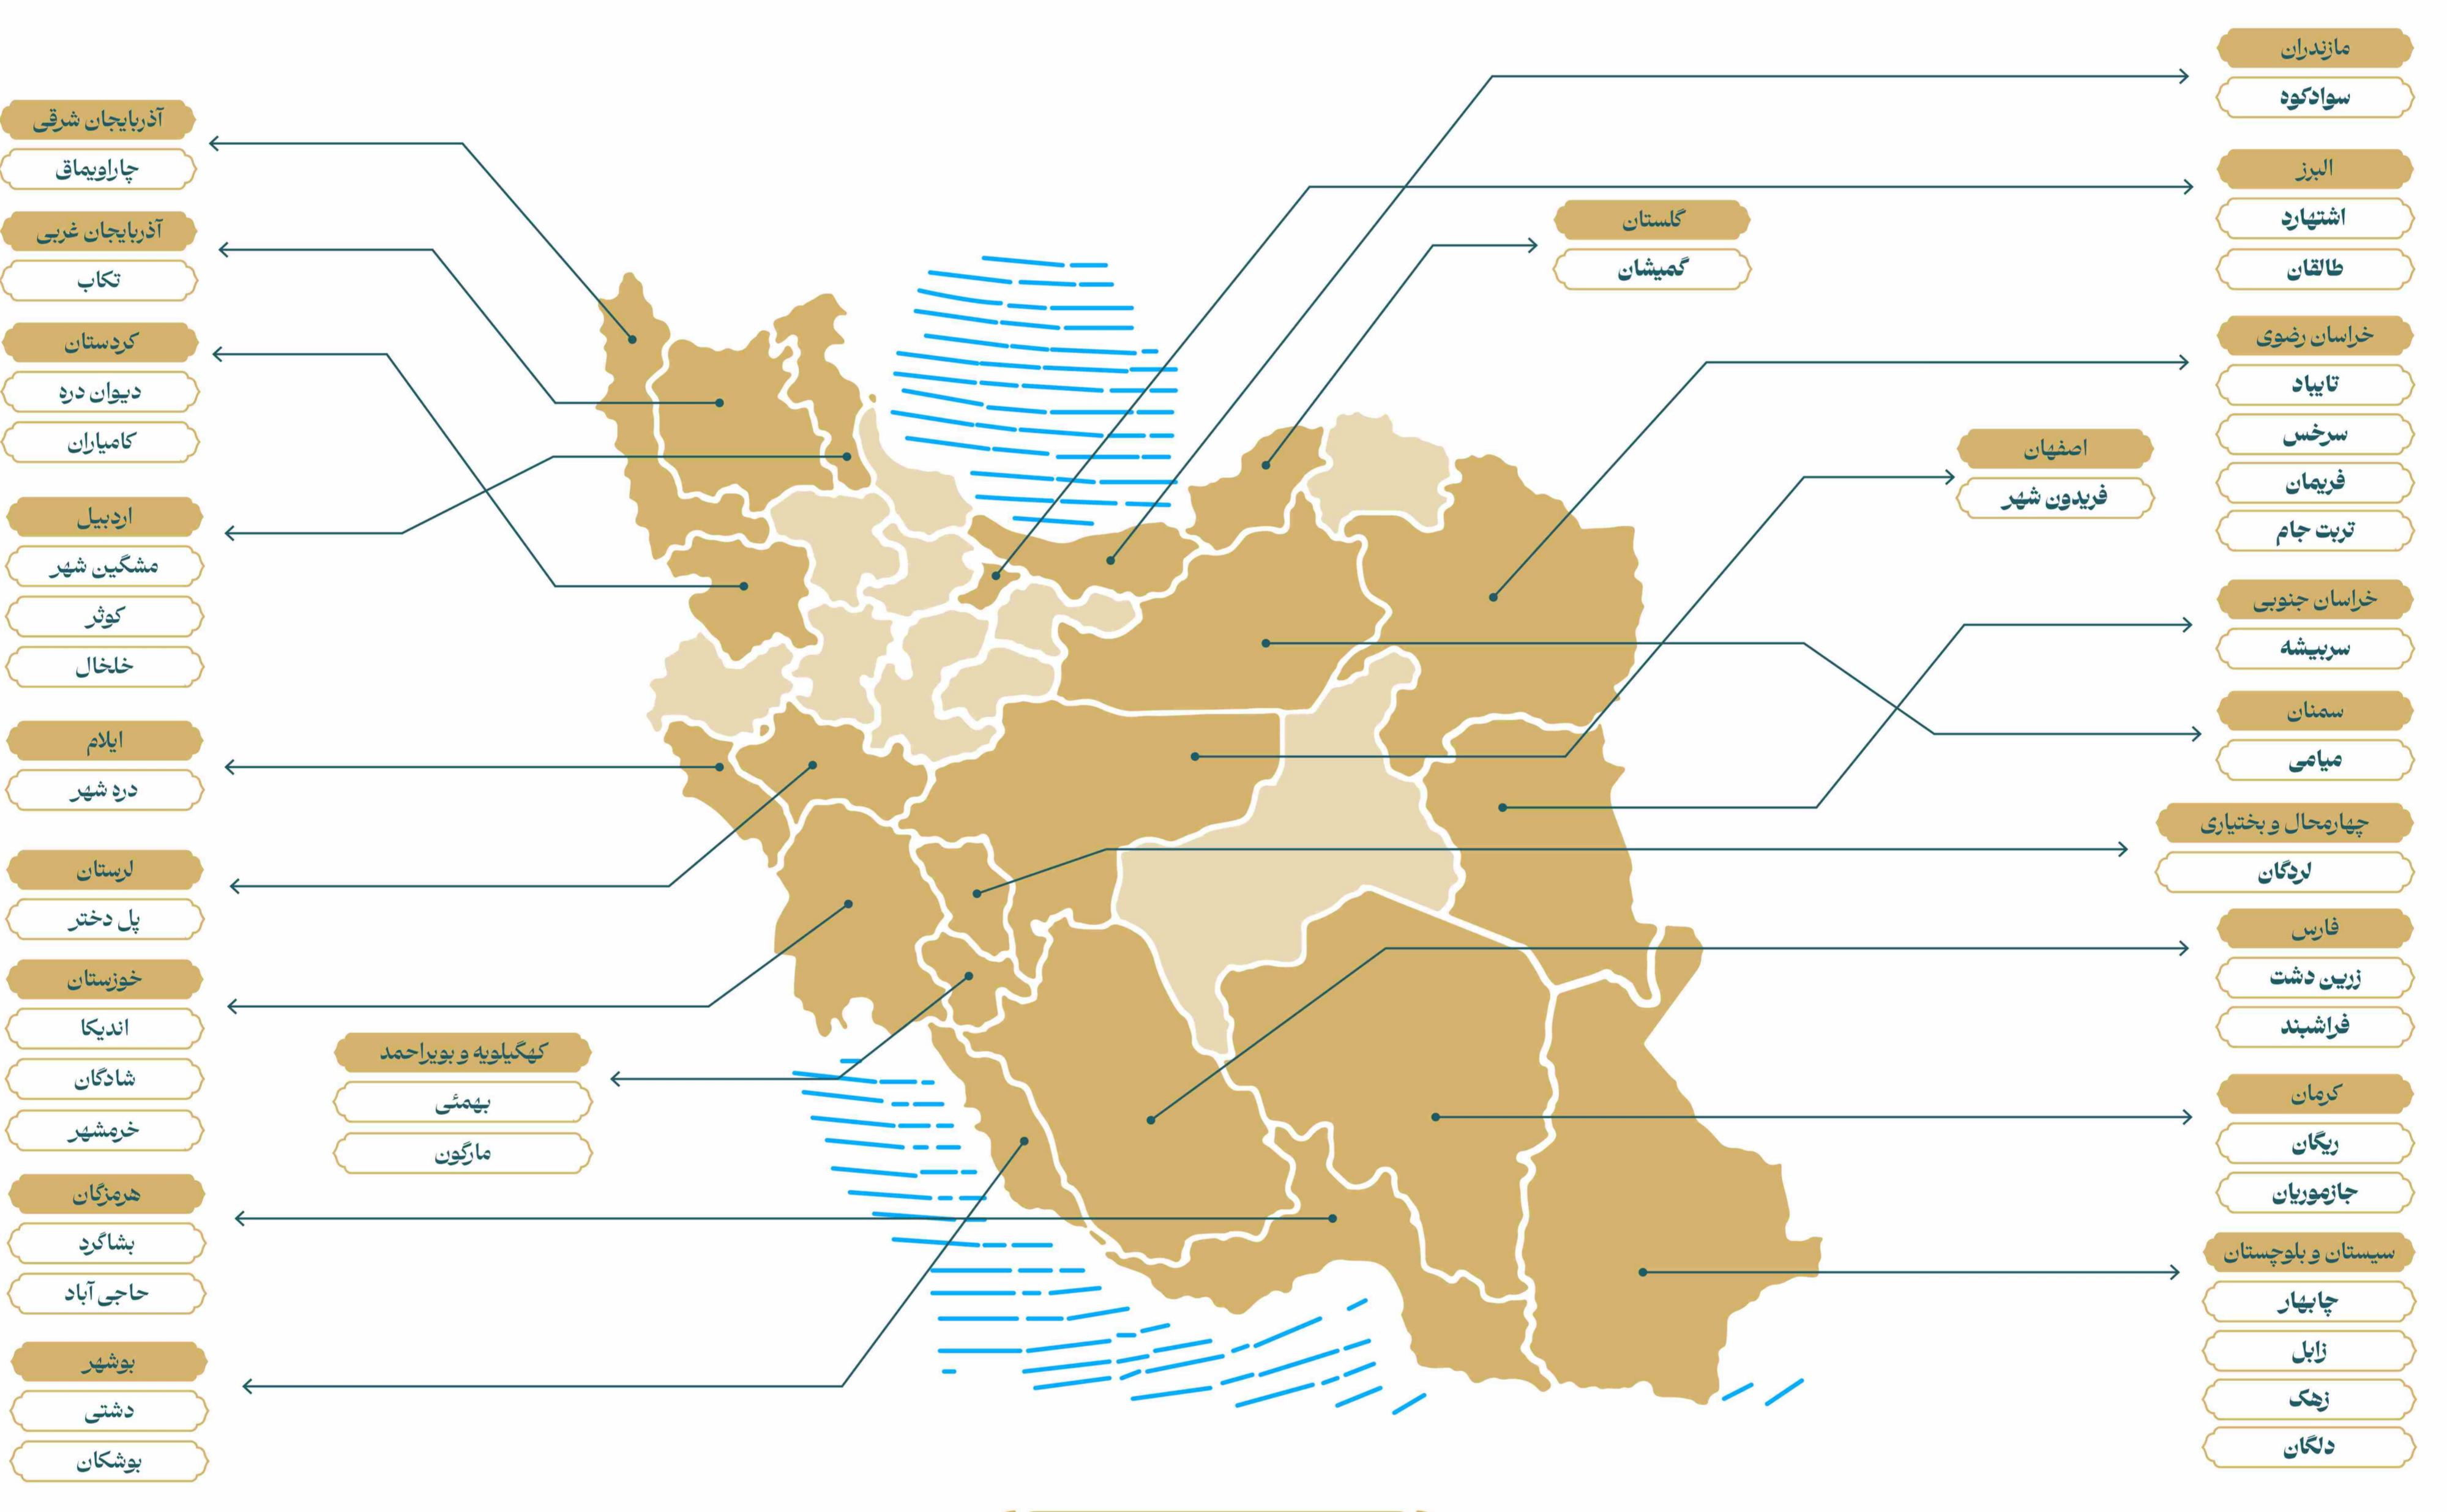 مازندران
سوادکوه
البرز
اشتهارد
طالقان
گلستان
گمیشان
خراسان رضوی
تایباد
سرخس
فریمان
تربت جام
اصفهان
فریدون شهر
خراسان جنوبی
سربیشه
سمنان
میامی
چهارمحال و بختیاری
لردگان
فارس
زرین دشت
فراشبند
کرمان
ریگان
جازموریان
سیستان و بلوچستان
چابهار
زابل
زهک
دلگان
آذربایجان شرقی
چاراویماق
آذربایجان غربی
تکاب
کردستان
دیوان دره
کامیاران
اردبیل
مشگین شهر
کوثر
خلخال
ایلام
دره شهر
لرستان
پل دختر
خوزستان
اندیکا
شادگان
خرمشهر
کهگیلویه و بویراحمد
بهمئی
مارگون
هرمزگان
بشاگرد
حاجی آباد
بوشهر
دشتی
بوشکان